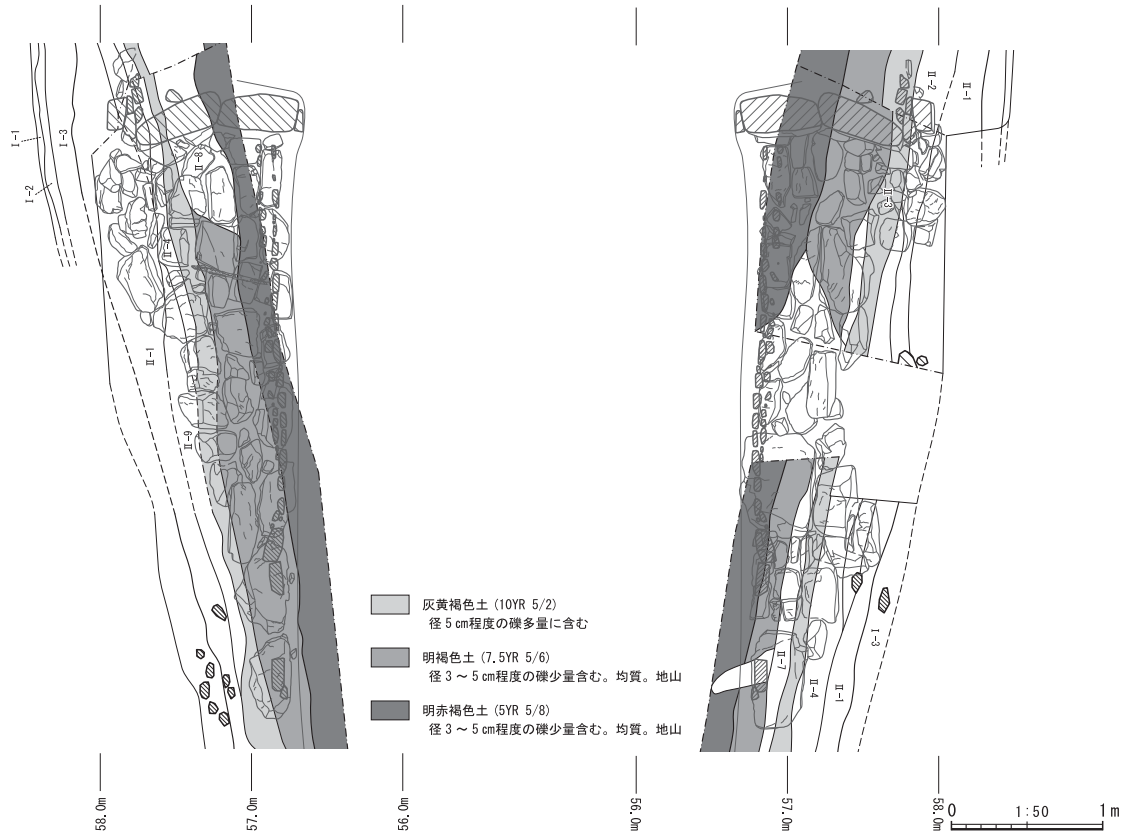 I-1
I-3
I-2
Ⅱ-8
Ⅱ-4
Ⅱ-1
Ⅱ-9
Ⅱ-2
Ⅱ-1
Ⅱ-3
I-3
Ⅱ-7
Ⅱ-4
Ⅱ-1
灰黄褐色土 (10YR 5/2)
径 5 ㎝程度の礫多量に含む
明褐色土 (7.5YR 5/6)
径 3 ~ 5 ㎝程度の礫少量含む。均質。地山
明赤褐色土 (5YR 5/8)
径 3 ~ 5 ㎝程度の礫少量含む。均質。地山
58.0m
57.0m
56.0m
56.0m
57.0m
58.0m
0 1:50 1 m